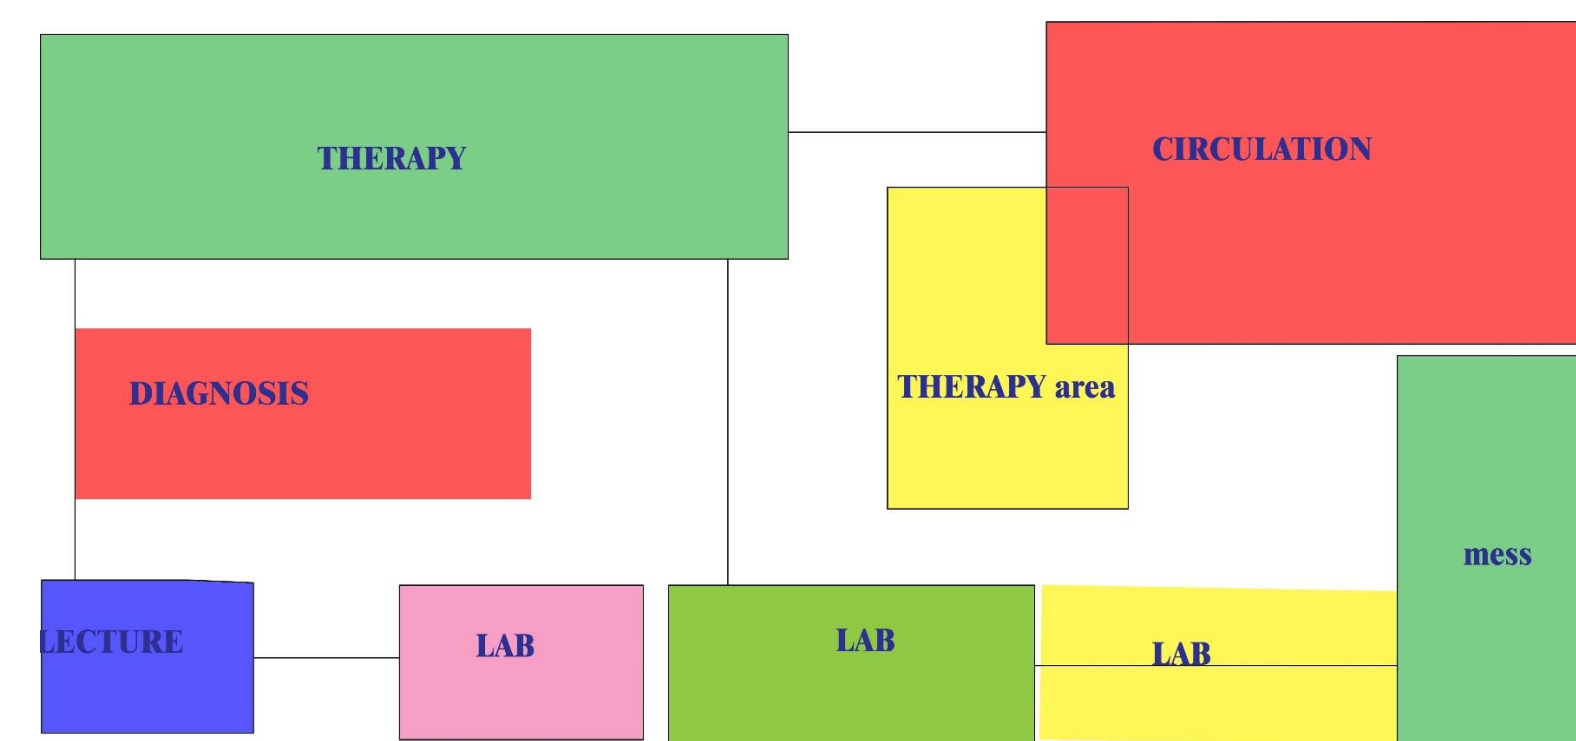 THERAPY
CIRCULATION
DIAGNOSIS
THERAPY area
mess
LECTURE
LAB
LAB
LAB